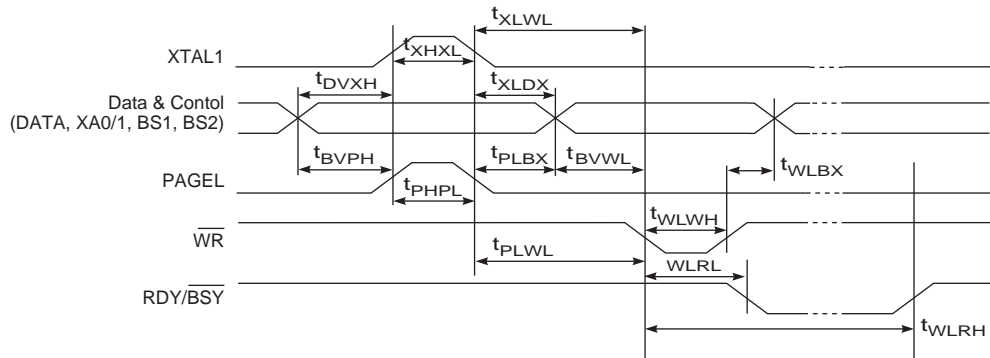 tXLWL
XTAL1
tXHXL
tDVXH
tXLDX
Data & Contol
(DATA, XA0/1, BS1, BS2)
tBVPH
tPLBX
tBVWL
tWLBX
PAGEL
tPHPL
tWLWH
WR
tPLWL
WLRL
RDY/BSY
tWLRH